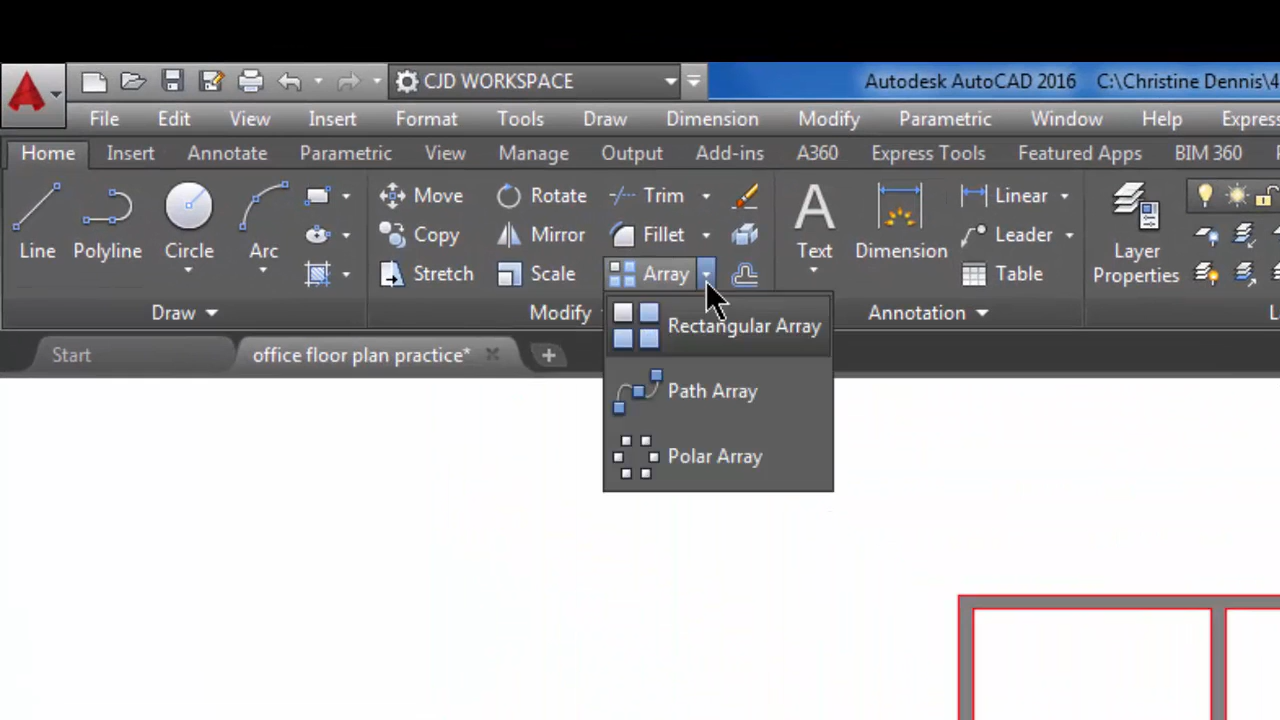 CJD WORKSPACE Autodesk AutoCAD 2016 C:\Christine Dennis\4
File Edit View Insert Format Tools Draw Dimension Modify Parametric Window Help Express
Home Insert Annotate Parametric View Manage Output Add-ins A360 Express Tools Featured Apps BIM 360
Line Polyline Circle Arc
Move Rotate Trim
Copy Mirror Fillet
Stretch Scale Array
Text Dimension
Linear
Leader
Table
Layer
Properties
Draw Modify Annotation
Start office floor plan practice*
Rectangular Array
Path Array
Polar Array